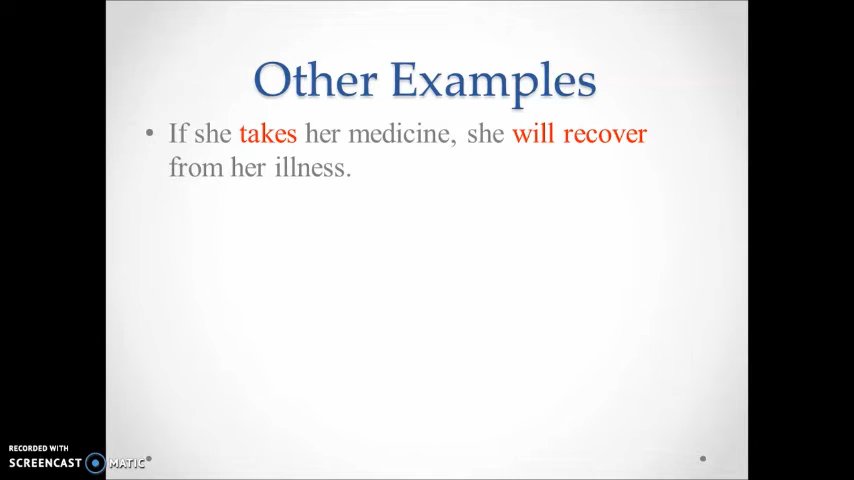 Other Examples
• If she takes her medicine, she will recover
from her illness.
RECORDED WITH
SCREENCAST MATIC